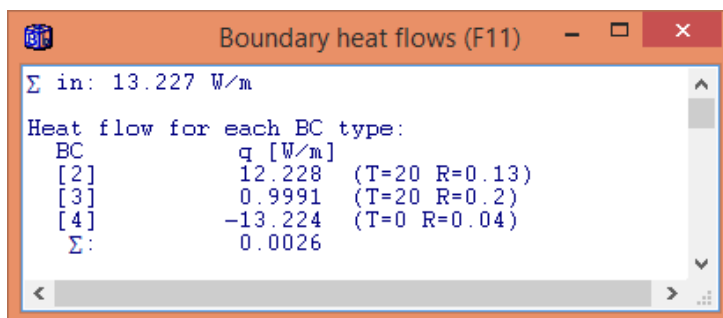 Boundary heat flows (F11)
Σ in: 13.227 W/m
Heat flow for each BC type:
BC q [W/m]
[2] 12.228 (T=20 R=0.13)
[3] 0.9991 (T=20 R=0.2)
[4] -13.224 (T=0 R=0.04)
Σ: 0.0026